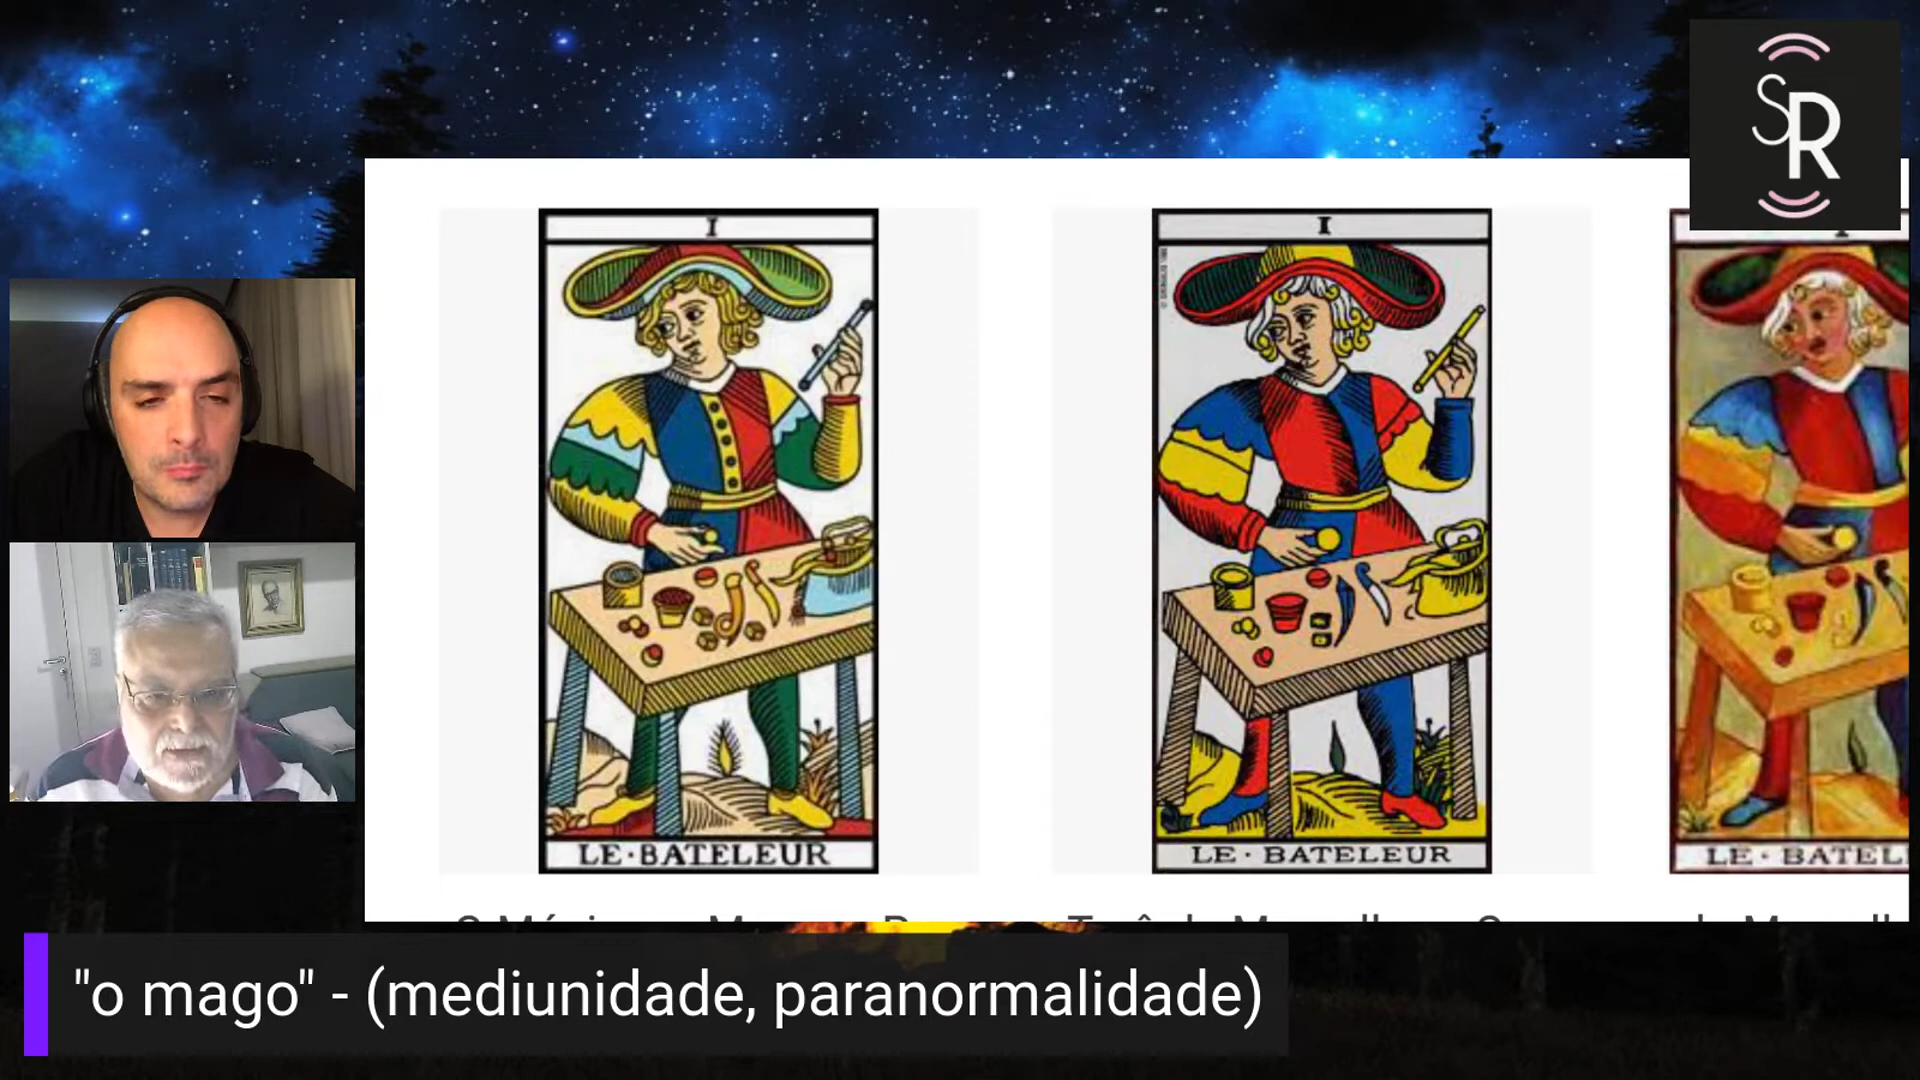 SR
I
I
LE·BATELEUR
LE · BATELEUR
LE · BATEL
"o mago" - (mediunidade, paranormalidade)